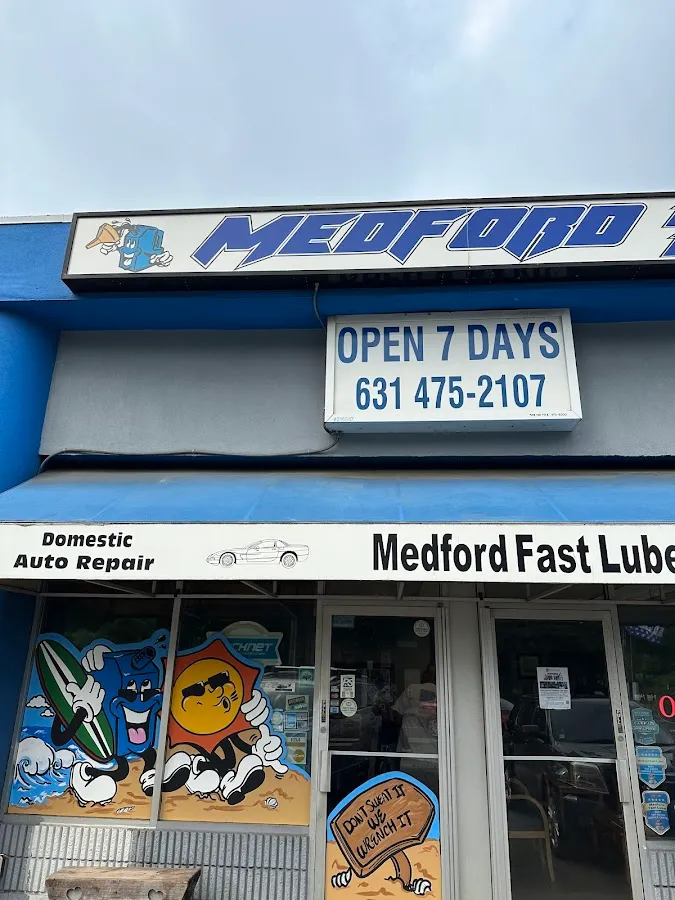 MEDFORD
OPEN 7 DAYS
631 475-2107
Domestic
Auto Repair
Medford Fast Lube
DON'T SWEAT IT
WE
WRENCH IT